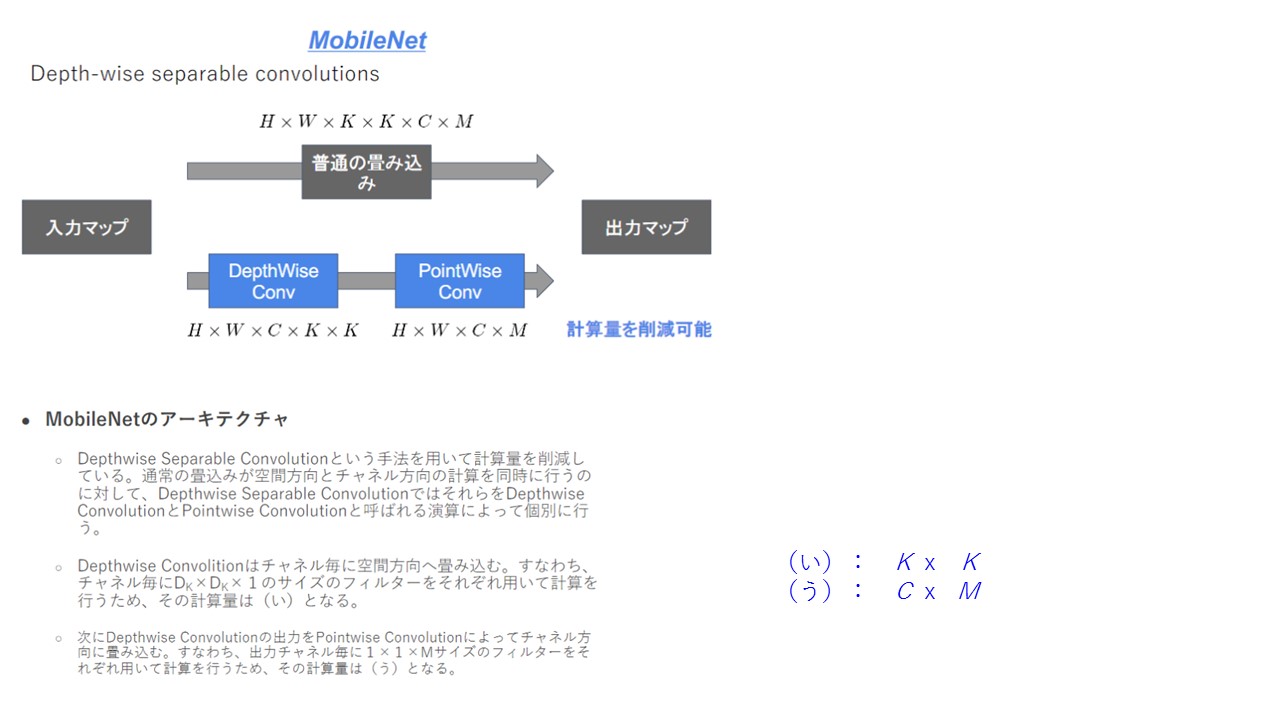 MobileNet
Depth-wise separable convolutions
H × W × K × K × C × M
普通の畳み込
み
入力マップ
出力マップ
DepthWise
Conv
PointWise
Conv
H × W × C × K × K
H × W × C × M
計算量を削減可能
● MobileNetのアーキテクチャ
○ Depthwise Separable Convolutionという手法を用いて計算量を削減し
ている。通常の畳込みが空間方向とチャネル方向の計算を同時に行うの
に対して、Depthwise Separable ConvolutionではそれらをDepthwise
ConvolutionとPointwise Convolutionと呼ばれる演算によって個別に行
う。
○ Depthwise Convolitionはチャネル毎に空間方向へ畳み込む。すなわち、
チャネル毎にDK×DK×１のサイズのフィルターをそれぞれ用いて計算を
行うため、その計算量は（い）となる。
○ 次にDepthwise Convolutionの出力をPointwise Convolutionによってチャネル方
向に畳み込む。すなわち、出力チャネル毎に１×１×Mサイズのフィルターをそ
れぞれ用いて計算を行うため、その計算量は（う）となる。
（い）： K x K
（う）： C x M